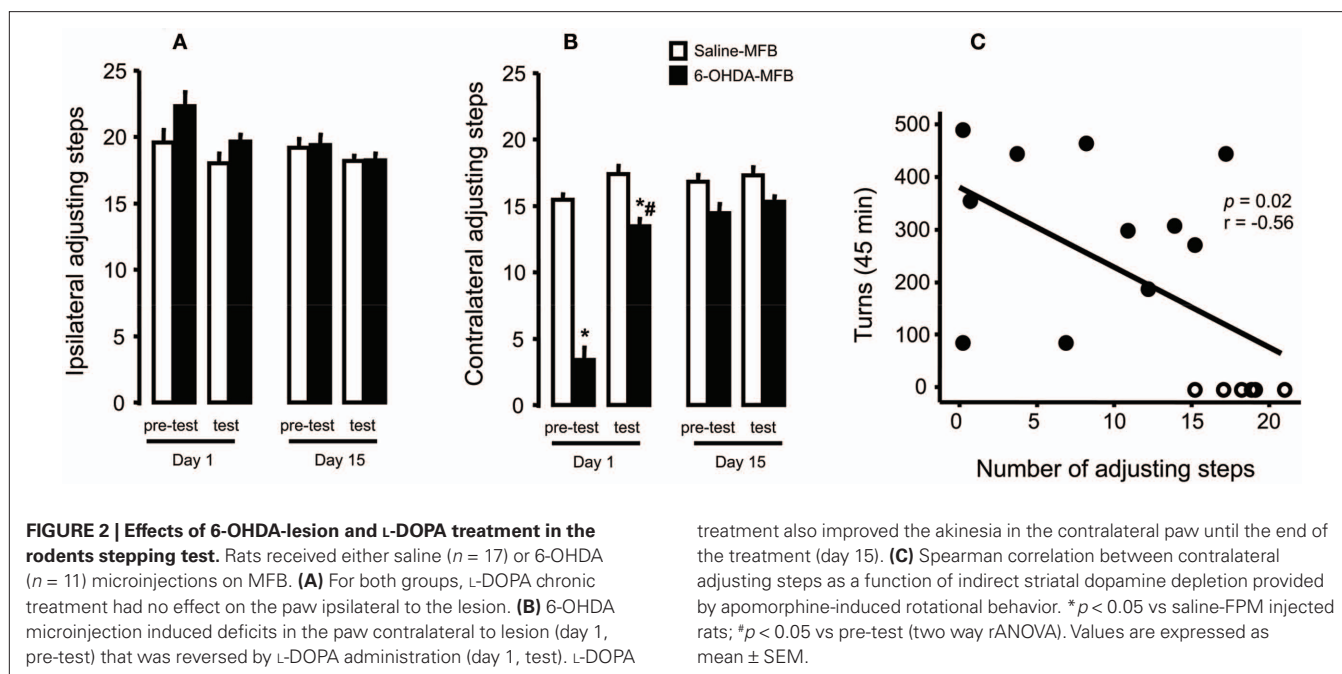 A
Ipsilateral adjusting steps
25
20
15
10
5
0
pre-test test pre-test test
Day 1 Day 15
B
Saline-MFB
6-OHDA-MFB
Contralateral adjusting steps
25
20
15
10
5
0
*
*#
pre-test test pre-test test
Day 1 Day 15
C
Turns (45 min)
500
400
300
200
100
0
p = 0.02
r = -0.56
0 5 10 15 20
Number of adjusting steps
FIGURE 2 | Effects of 6-OHDA-lesion and L-DOPA treatment in the
rodents stepping test. Rats received either saline (n = 17) or 6-OHDA
(n = 11) microinjections on MFB. (A) For both groups, L-DOPA chronic
treatment had no effect on the paw ipsilateral to the lesion. (B) 6-OHDA
microinjection induced deficits in the paw contralateral to lesion (day 1,
pre-test) that was reversed by L-DOPA administration (day 1, test). L-DOPA
treatment also improved the akinesia in the contralateral paw until the end of
the treatment (day 15). (C) Spearman correlation between contralateral
adjusting steps as a function of indirect striatal dopamine depletion provided
by apomorphine-induced rotational behavior. *p < 0.05 vs saline-FPM injected
rats; #p < 0.05 vs pre-test (two way rANOVA). Values are expressed as
mean ± SEM.